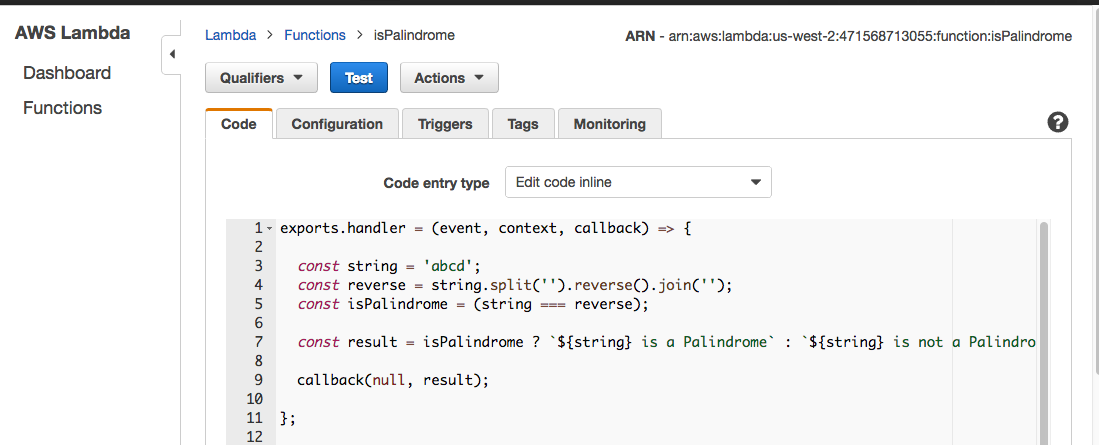 AWS Lambda
Dashboard
Functions
Lambda > Functions > isPalindrome
ARN - arn:aws:lambda:us-west-2:471568713055:function:isPalindrome
Qualifiers
Test
Actions
Code
Configuration
Triggers
Tags
Monitoring
?
Code entry type
Edit code inline
1 exports.handler = (event, context, callback) => {
2
3 const string = 'abcd';
4 const reverse = string.split('').reverse().join('');
5 const isPalindrome = (string === reverse);
6
7 const result = isPalindrome ? `${string} is a Palindrome` : `${string} is not a Palindro
8
9 callback(null, result);
10
11 };
12